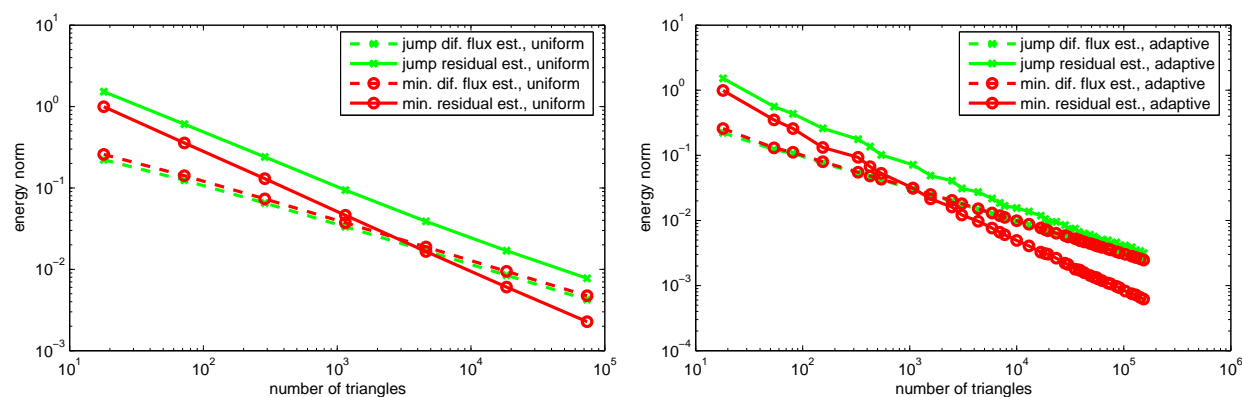 10^1
10^0
10^−1
10^−2
10^−3
energy norm
10^1
10^2
10^3
10^4
10^5
number of triangles
jump dif. flux est., uniform
jump residual est., uniform
min. dif. flux est., uniform
min. residual est., uniform
10^1
10^0
10^−1
10^−2
10^−3
10^−4
energy norm
10^1
10^2
10^3
10^4
10^5
10^6
number of triangles
jump dif. flux est., adaptive
jump residual est., adaptive
min. dif. flux est., adaptive
min. residual est., adaptive